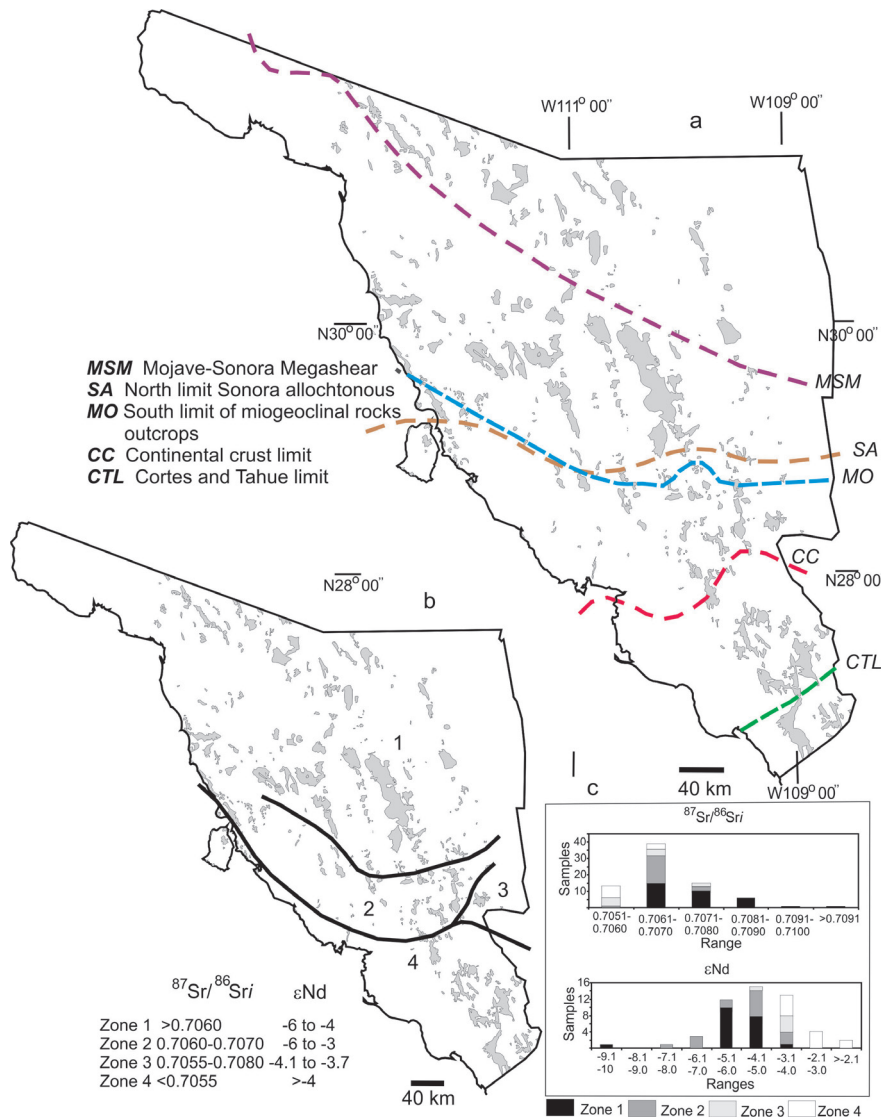 W111° 00"
W109° 00"
a
N30° 00"
N30° 00"
MSM Mojave-Sonora Megashear
SA North limit Sonora allochtonous
MO South limit of miogeoclinal rocks
outcrops
CC Continental crust limit
CTL Cortes and Tahue limit
MSM
SA
MO
CC
N28° 00"
N28° 00
b
CTL
1
2
3
4
40 km
W109° 00"
c
87Sr/86Sri
Samples
40
30
20
10
0.7051- 0.7061- 0.7071- 0.7081- 0.7091- >0.7091
0.7060 0.7070 0.7080 0.7090 0.7100
Range
εNd
Samples
16
12
8
4
-9.1 -8.1 -7.1 -6.1 -5.1 -4.1 -3.1 -2.1 >-2.1
-10 -9.0 -8.0 -7.0 -6.0 -5.0 -4.0 -3.0
Ranges
Zone 1 Zone 2 Zone 3 Zone 4
87Sr/86Sri εNd
Zone 1 >0.7060 -6 to -4
Zone 2 0.7060-0.7070 -6 to -3
Zone 3 0.7055-0.7080 -4.1 to -3.7
Zone 4 <0.7055 >-4
40 km